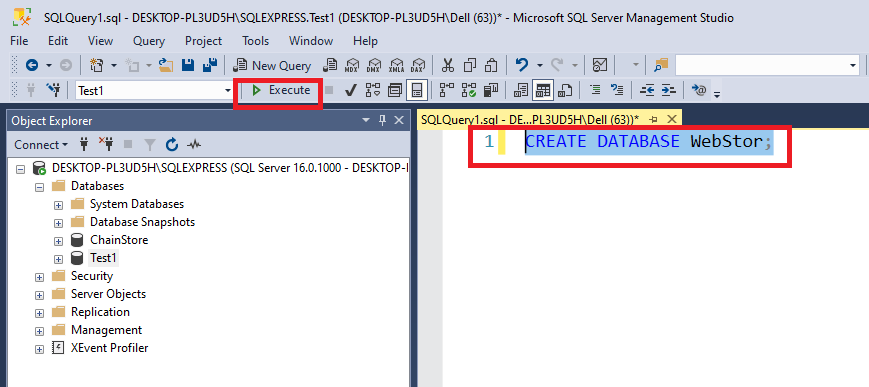 SQLQuery1.sql - DESKTOP-PL3UD5H\SQLEXPRESS.Test1 (DESKTOP-PL3UD5H\Dell (63))* - Microsoft SQL Server Management Studio
File Edit View Query Project Tools Window Help
New Query MDX DMX XMLA DAX
Test1 Execute
Object Explorer
SQLQuery1.sql - DE...PL3UD5H\Dell (63))*
Connect
1 CREATE DATABASE WebStor;
DESKTOP-PL3UD5H\SQLEXPRESS (SQL Server 16.0.1000 - DESKTOP-
Databases
System Databases
Database Snapshots
ChainStore
Test1
Security
Server Objects
Replication
Management
XEvent Profiler